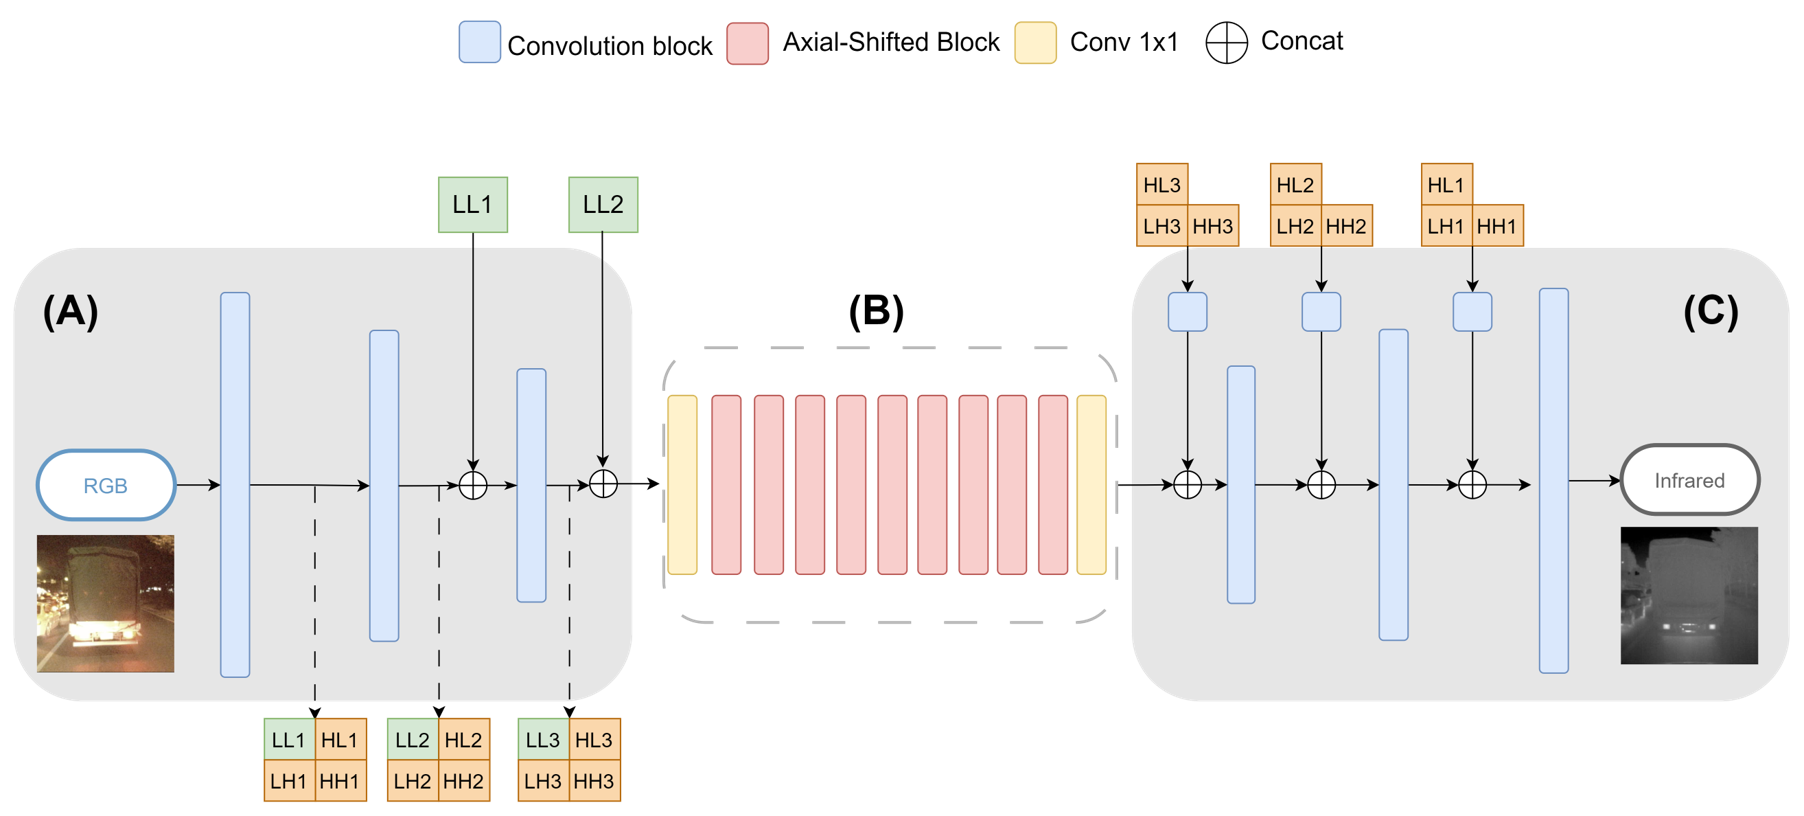 Convolution block
Axial-Shifted Block
Conv 1x1
Concat
LL1
LL2
HL3
LH3 HH3
HL2
LH2 HH2
HL1
LH1 HH1
(A)
(B)
(C)
RGB
Infrared
LL1 HL1
LH1 HH1
LL2 HL2
LH2 HH2
LL3 HL3
LH3 HH3